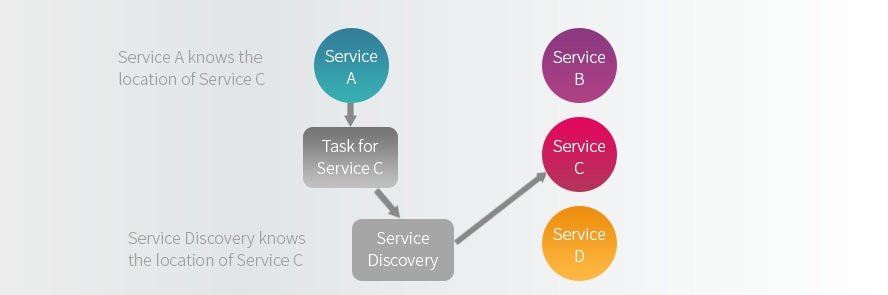 Service A knows the
location of Service C
Service
A
Service
B
Task for
Service C
Service
C
Service Discovery knows
the location of Service C
Service
Discovery
Service
D